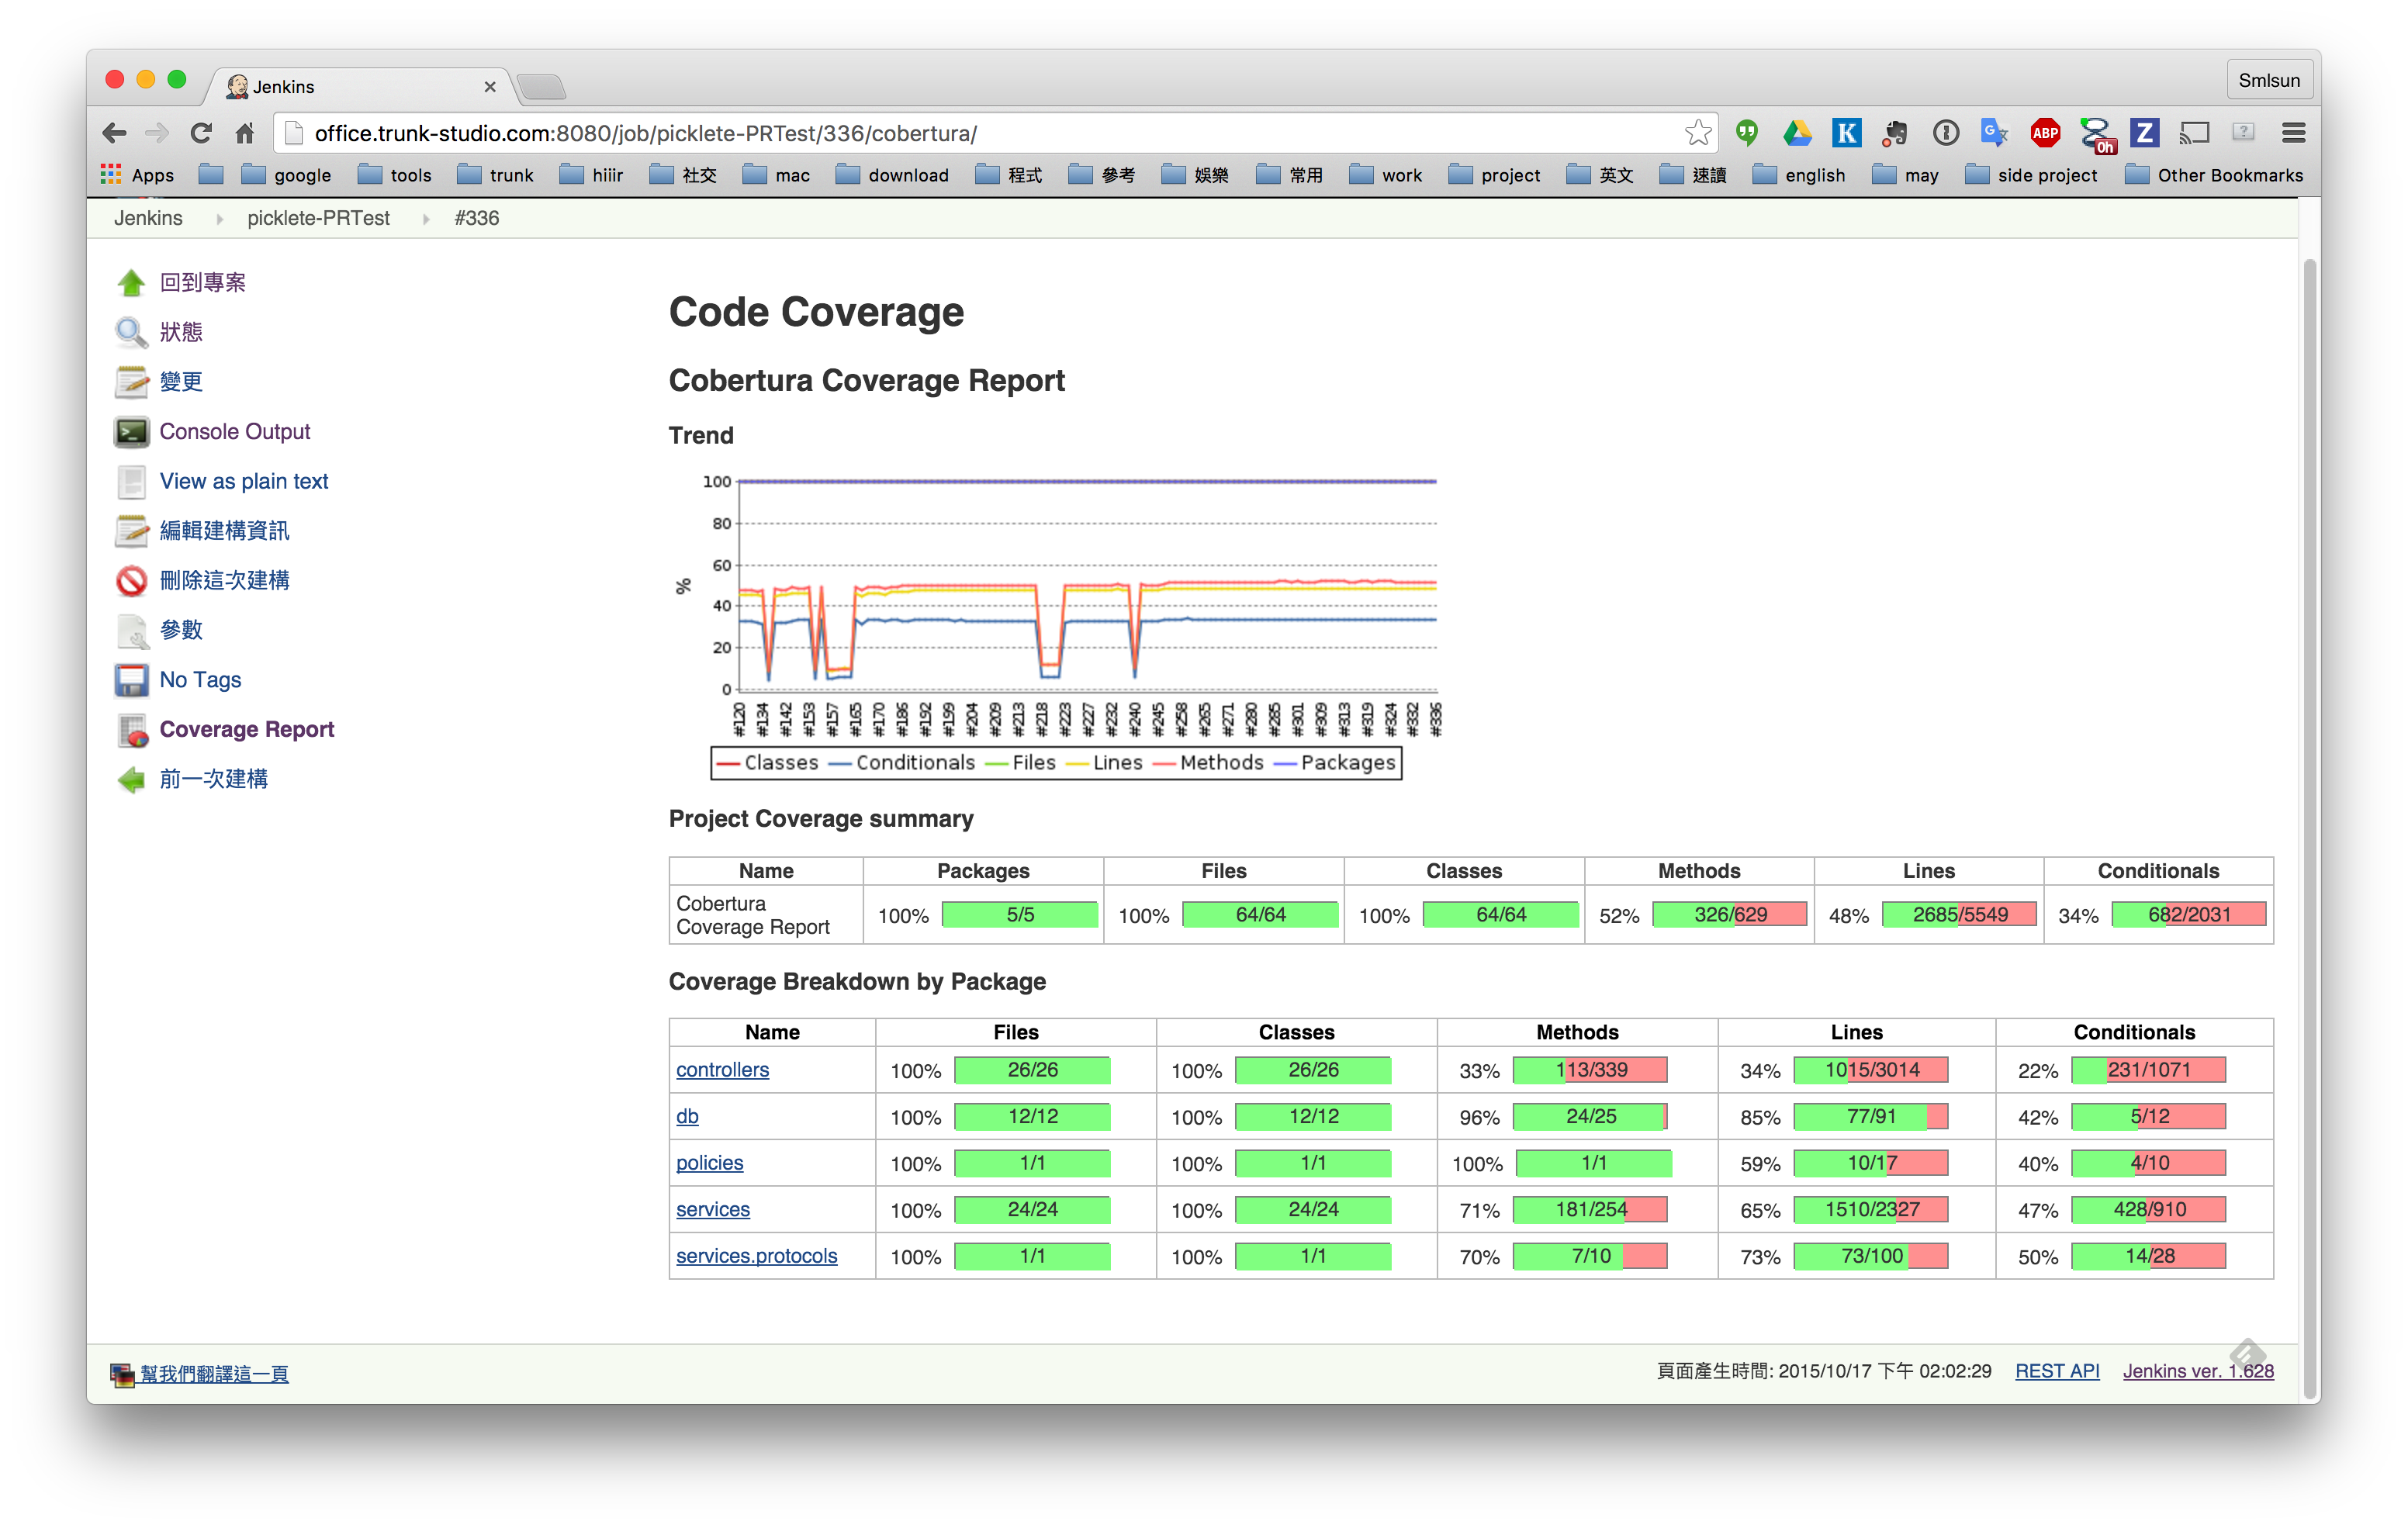 Jenkins
Smlsun
office.trunk-studio.com:8080/job/picklete-PRTest/336/cobertura/
K
ABP
0h
Z
Apps google tools trunk hiiir 社交 mac download 程式 參考 娛樂 常用 work project 英文 速讀 english may side project Other Bookmarks
Jenkins picklete-PRTest #336
回到專案
狀態
變更
Console Output
View as plain text
編輯建構資訊
刪除這次建構
參數
No Tags
Coverage Report
前一次建構
Code Coverage
Cobertura Coverage Report
Trend
100
80
60
40
20
0
%
#120 #134 #142 #153 #157 #165 #170 #186 #192 #199 #204 #209 #213 #218 #223 #227 #232 #240 #245 #258 #265 #271 #280 #285 #301 #309 #313 #319 #324 #332 #336
Classes Conditionals Files Lines Methods Packages
Project Coverage summary
Name Packages Files Classes Methods Lines Conditionals
Cobertura
Coverage Report 100% 5/5 100% 64/64 100% 64/64 52% 326/629 48% 2685/5549 34% 682/2031
Coverage Breakdown by Package
Name Files Classes Methods Lines Conditionals
controllers 100% 26/26 100% 26/26 33% 113/339 34% 1015/3014 22% 231/1071
db 100% 12/12 100% 12/12 96% 24/25 85% 77/91 42% 5/12
policies 100% 1/1 100% 1/1 100% 1/1 59% 10/17 40% 4/10
services 100% 24/24 100% 24/24 71% 181/254 65% 1510/2327 47% 428/910
services.protocols 100% 1/1 100% 1/1 70% 7/10 73% 73/100 50% 14/28
幫我們翻譯這一頁
頁面產生時間: 2015/10/17 下午 02:02:29 REST API Jenkins ver. 1.628